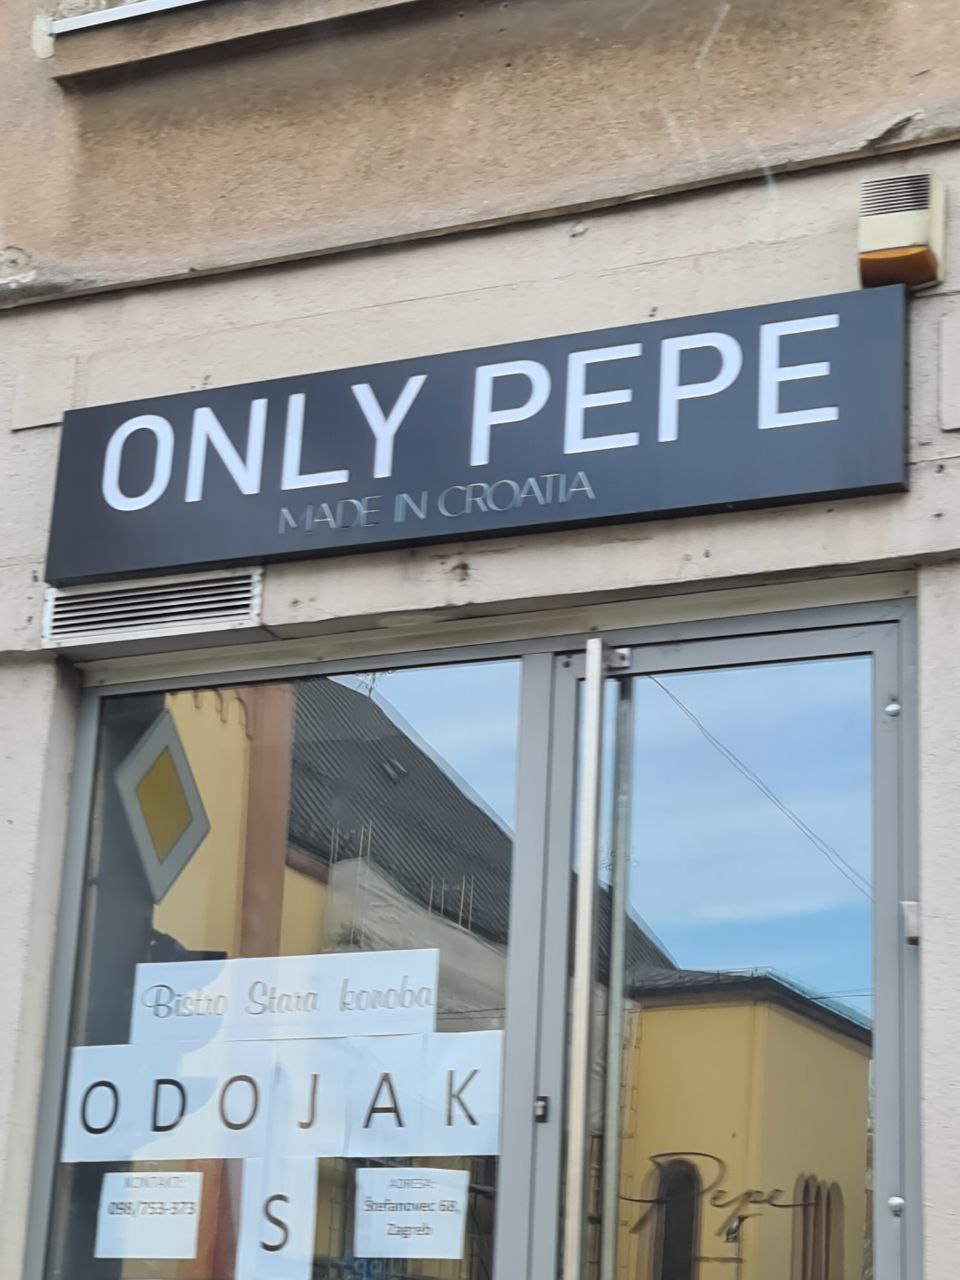 ONLY PEPE
MADE IN CROATIA
Bistro Stara konoba
ODOJAK
KONTAKT:
098/753-373
S
ADRESA:
Štefanovec 68,
Zagreb
Pepe